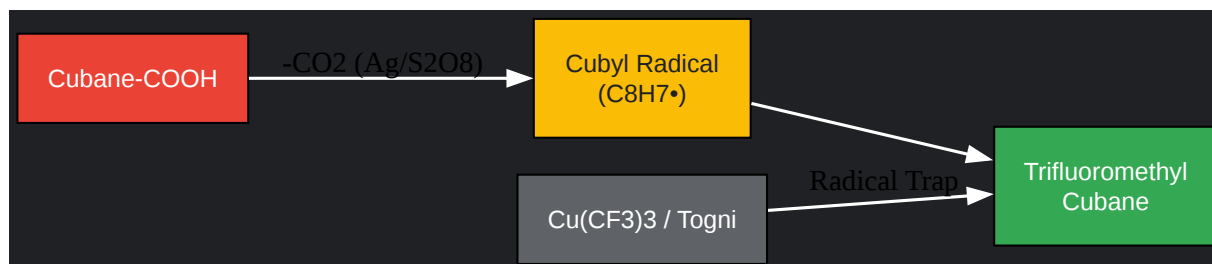 Cubane-COOH
-CO2 (Ag/S2O8)
Cubyl Radical
(C8H7•)
Cu(CF3)3 / Togni
Radical Trap
Trifluoromethyl
Cubane